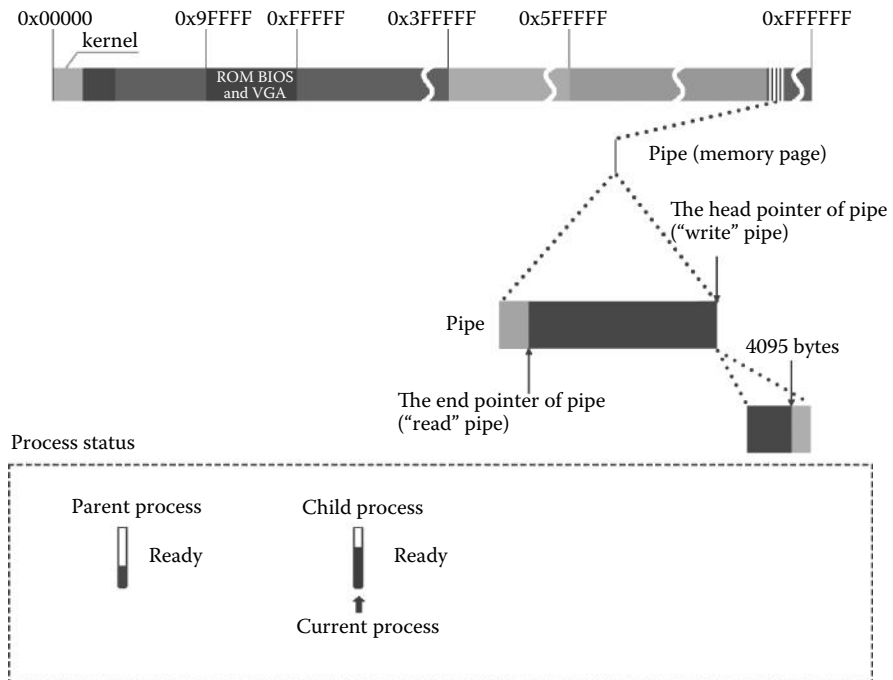 0x00000 0x9FFFF 0xFFFFF 0x3FFFFF 0x5FFFFF 0xFFFFFF
kernel
ROM BIOS
and VGA
Pipe (memory page)
The head pointer of pipe
(“write” pipe)
Pipe
4095 bytes
The end pointer of pipe
(“read” pipe)
Process status
Parent process Child process
Ready Ready
Current process